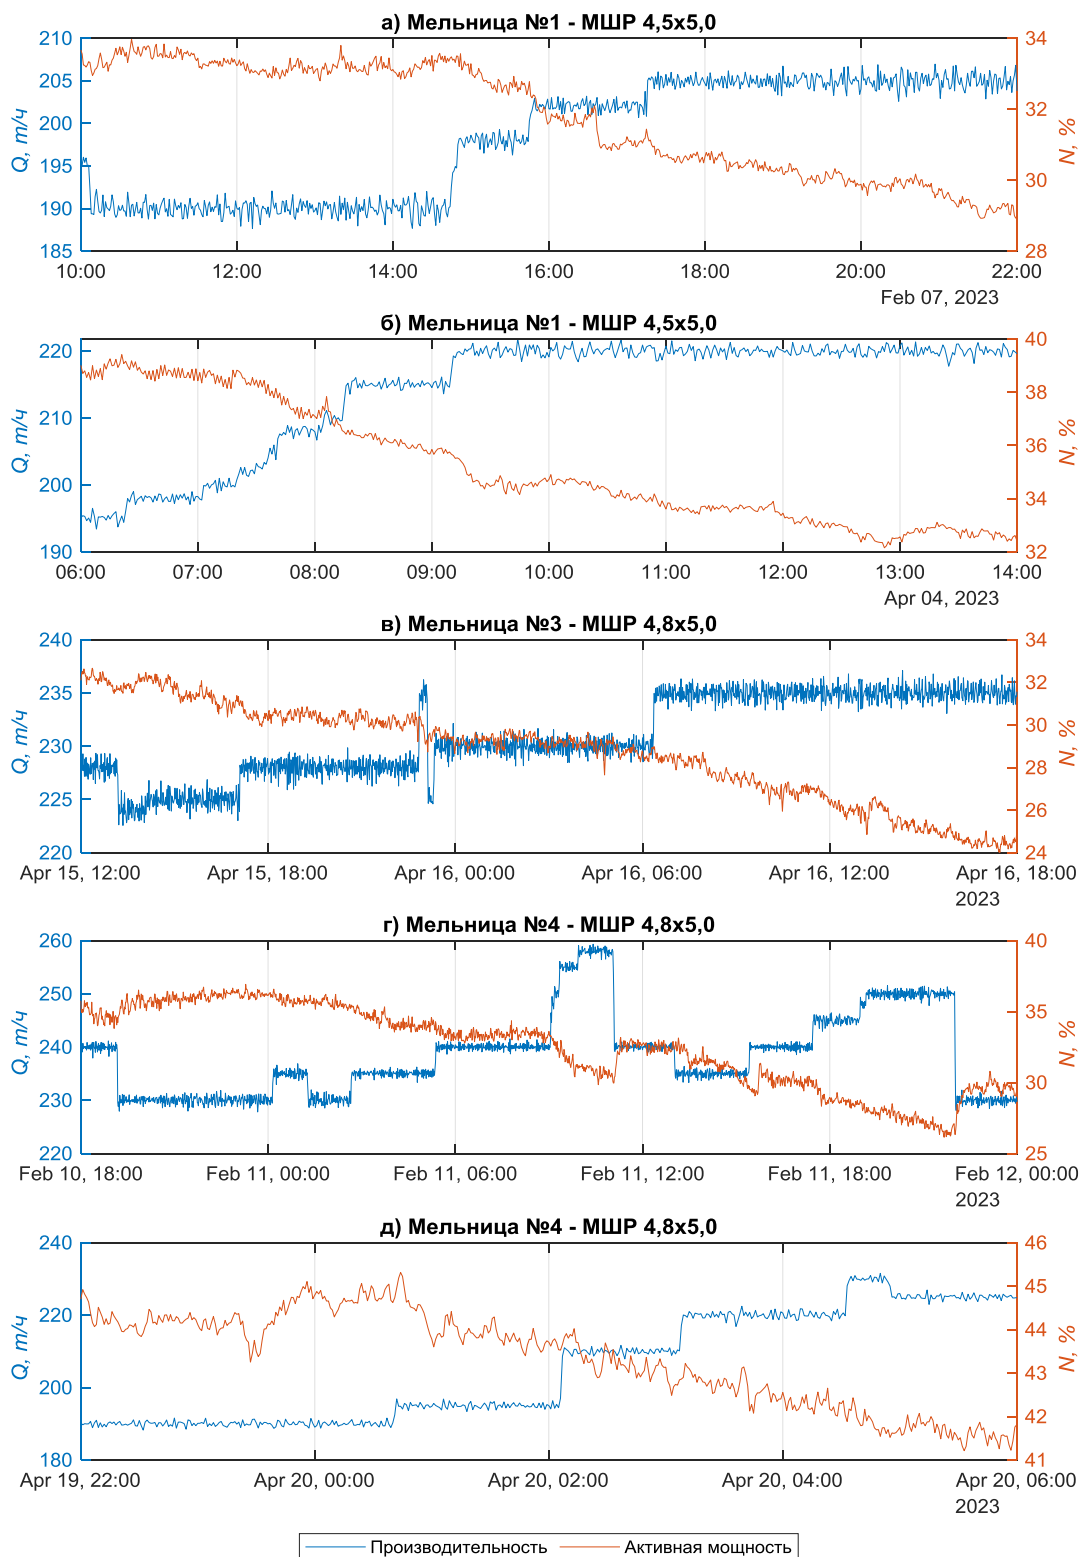 а) Мельница №1 - МШР 4,5х5,0
210
205
200
195
190
185
Q, т/ч
34
32
30
28
N, %
10:00 12:00 14:00 16:00 18:00 20:00 22:00
Feb 07, 2023
б) Мельница №1 - МШР 4,5х5,0
220
210
200
190
Q, т/ч
40
38
36
34
32
N, %
06:00 07:00 08:00 09:00 10:00 11:00 12:00 13:00 14:00
Apr 04, 2023
в) Мельница №3 - МШР 4,8х5,0
240
235
230
225
220
Q, т/ч
34
32
30
28
26
24
N, %
Apr 15, 12:00 Apr 15, 18:00 Apr 16, 00:00 Apr 16, 06:00 Apr 16, 12:00 Apr 16, 18:00
2023
г) Мельница №4 - МШР 4,8х5,0
260
250
240
230
220
Q, т/ч
40
35
30
25
N, %
Feb 10, 18:00 Feb 11, 00:00 Feb 11, 06:00 Feb 11, 12:00 Feb 11, 18:00 Feb 12, 00:00
2023
д) Мельница №4 - МШР 4,8х5,0
240
220
200
180
Q, т/ч
46
45
44
43
42
41
N, %
Apr 19, 22:00 Apr 20, 00:00 Apr 20, 02:00 Apr 20, 04:00 Apr 20, 06:00
2023
Производительность Активная мощность